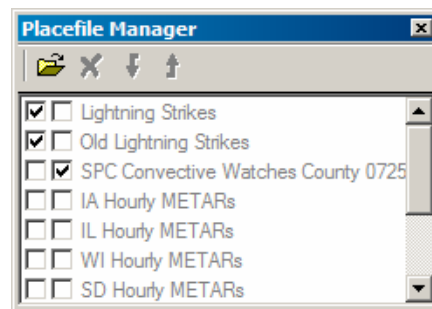 Placefile Manager
Lightning Strikes
Old Lightning Strikes
SPC Convective Watches County 0725
IA Hourly METARs
IL Hourly METARs
WI Hourly METARs
SD Hourly METARs